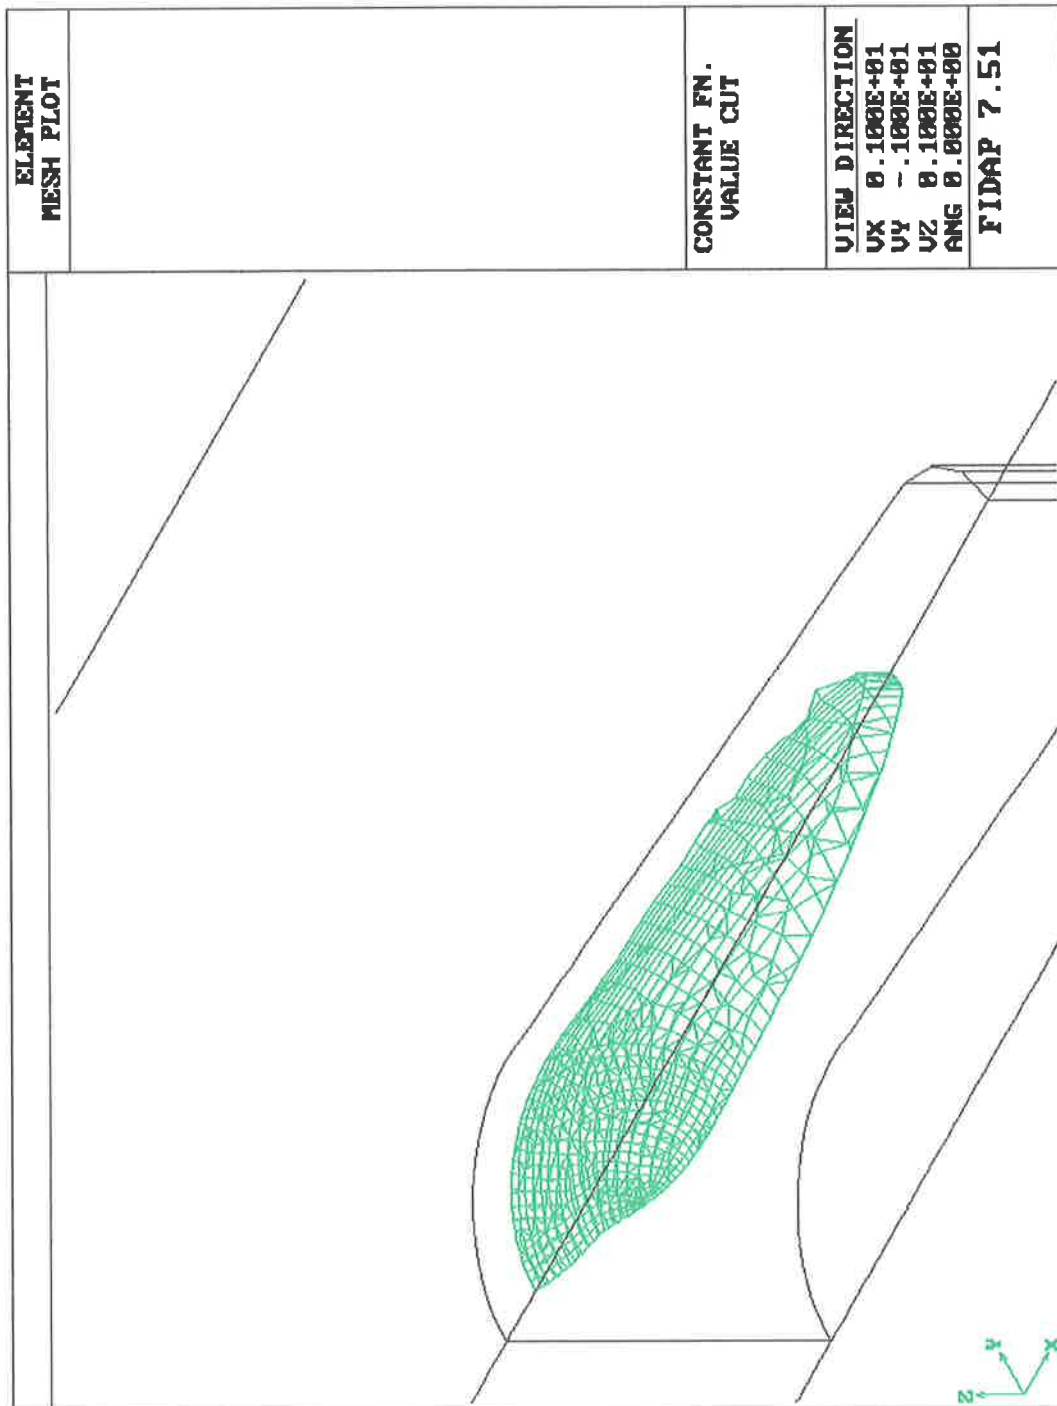 ELEMENT
MESH PLOT
CONSTANT FN.
VALUE CUT
VIEW DIRECTION
VX 0.100E+01
VY -.100E+01
VZ 0.100E+01
ANG 0.000E+00
FIDAP 7.51
Z
Y
X